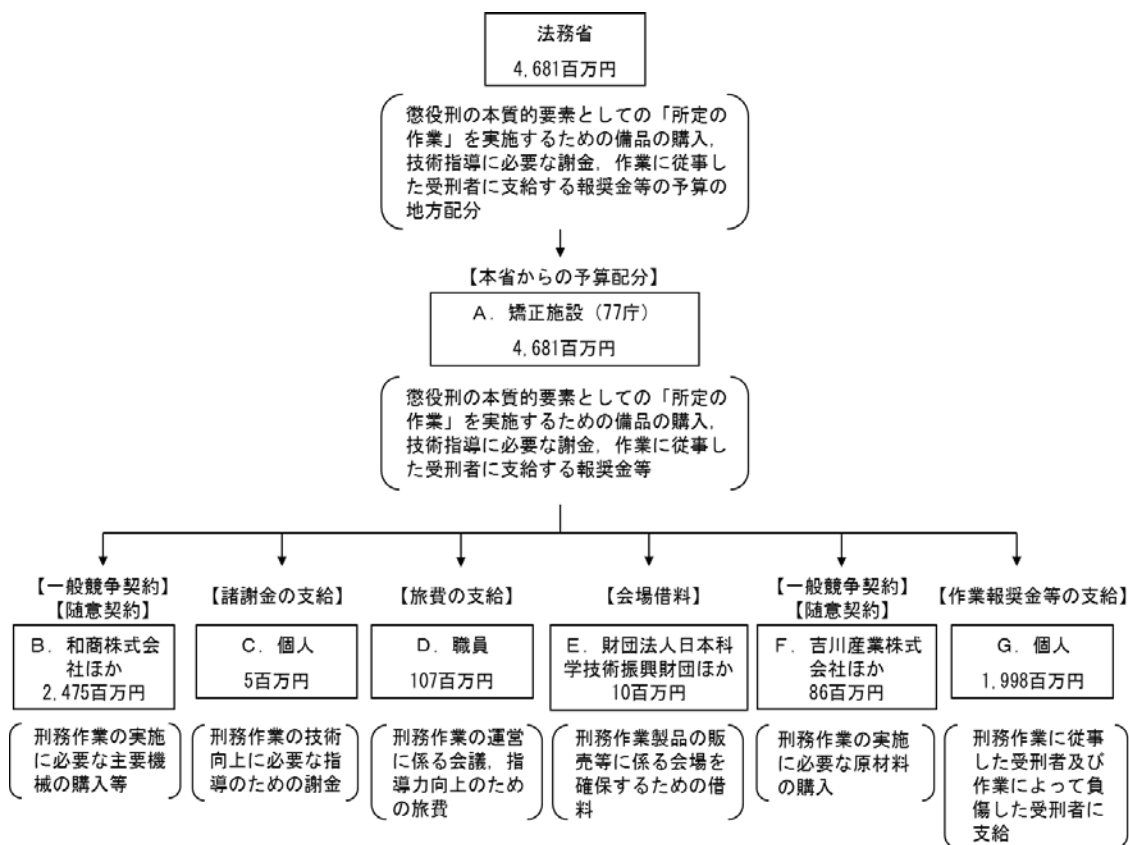 法務省
4,681百万円
懲役刑の本質的要素としての「所定の
作業」を実施するための備品の購入,
技術指導に必要な謝金,作業に従事し
た受刑者に支給する報奨金等の予算の
地方配分
【本省からの予算配分】
A.矯正施設(77庁)
4,681百万円
懲役刑の本質的要素としての「所定の
作業」を実施するための備品の購入,
技術指導に必要な謝金,作業に従事し
た受刑者に支給する報奨金等
【一般競争契約】
【随意契約】
B.和商株式会
社ほか
2,475百万円
刑務作業の実施
に必要な主要機
械の購入等
【諸謝金の支給】
C.個人
5百万円
刑務作業の技術
向上に必要な指
導のための謝金
【旅費の支給】
D.職員
107百万円
刑務作業の運営
に係る会議,指
導力向上のため
の旅費
【会場借料】
E.財団法人日本科
学技術振興財団ほか
10百万円
刑務作業製品の販
売等に係る会場を
確保するための借
料
【一般競争契約】
【随意契約】
F.吉川産業株式
会社ほか
86百万円
刑務作業の実施
に必要な原材料
の購入
【作業報奨金等の支給】
G.個人
1,998百万円
刑務作業に従事
した受刑者及び
作業によって負
傷した受刑者に
支給